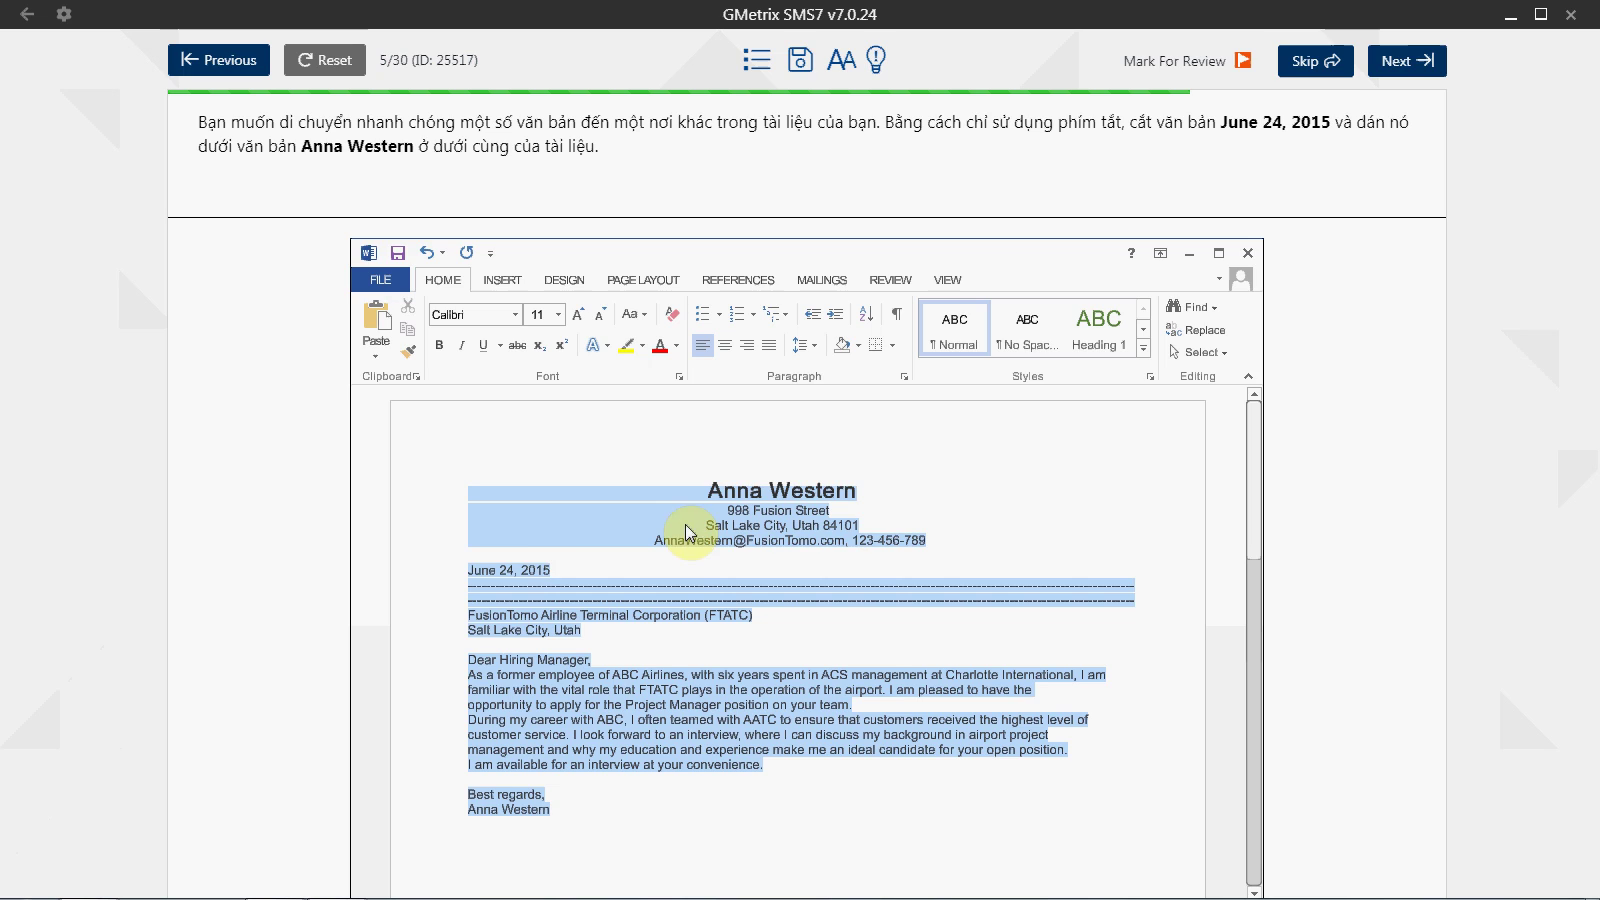 GMetrix SMS7 v7.0.24
Previous
Reset
5/30 (ID: 25517)
Mark For Review
Skip
Next
Bạn muốn di chuyển nhanh chóng một số văn bản đến một nơi khác trong tài liệu của bạn. Bằng cách chỉ sử dụng phím tắt, cắt văn bản June 24, 2015 và dán nó
dưới văn bản Anna Western ở dưới cùng của tài liệu.
FILE HOME INSERT DESIGN PAGE LAYOUT REFERENCES MAILINGS REVIEW VIEW
Paste
Clipboard
Calibri 11
Font
Paragraph
ABC ABC ABC
¶ Normal ¶ No Spac... Heading 1
Styles
Find
Replace
Select
Editing
Anna Western
998 Fusion Street
Salt Lake City, Utah 84101
AnnaWestern@FusionTomo.com, 123-456-789
June 24, 2015
FusionTomo Airline Terminal Corporation (FTATC)
Salt Lake City, Utah
Dear Hiring Manager,
As a former employee of ABC Airlines, with six years spent in ACS management at Charlotte International, I am
familiar with the vital role that FTATC plays in the operation of the airport. I am pleased to have the
opportunity to apply for the Project Manager position on your team.
During my career with ABC, I often teamed with AATC to ensure that customers received the highest level of
customer service. I look forward to an interview, where I can discuss my background in airport project
management and why my education and experience make me an ideal candidate for your open position.
I am available for an interview at your convenience.
Best regards,
Anna Western